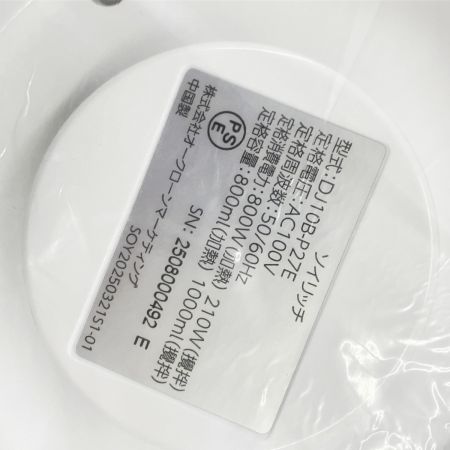 ソイリッチ
型式:DJ10B-P27E
定格電圧:AC100V
定格周波数:50/60Hz
定格消費電力:800W(加熱) 210W(攪拌)
定格容量:800ml(加熱) 1000ml(攪拌)
PSE
SN: 2508000492 E
株式会社オークローンマーケティング
中国製
SOY20250321S1-01